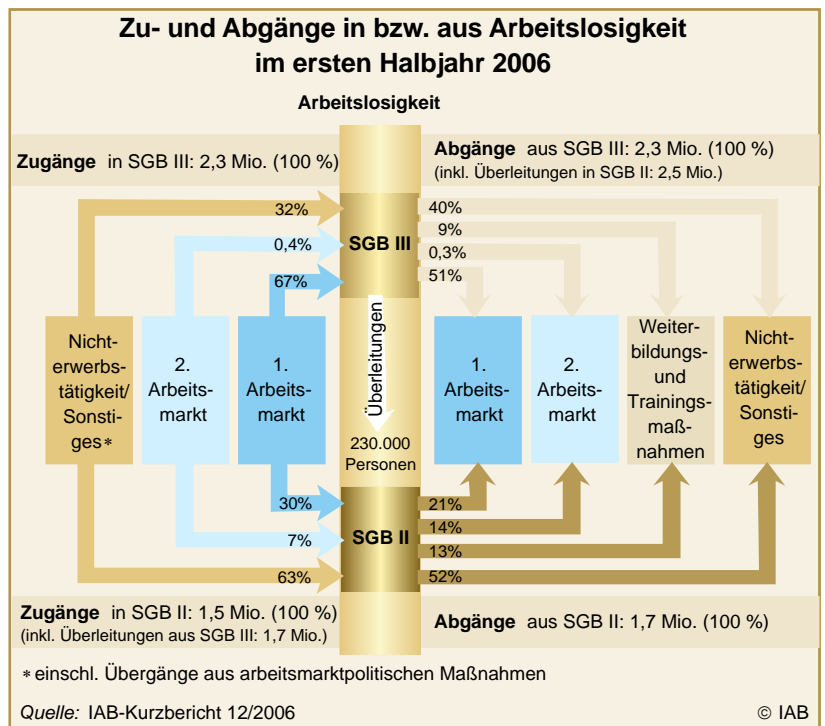 Zu- und Abgänge in bzw. aus Arbeitslosigkeit
im ersten Halbjahr 2006
Arbeitslosigkeit
Zugänge in SGB III: 2,3 Mio. (100 %)
Abgänge aus SGB III: 2,3 Mio. (100 %)
(inkl. Überleitungen in SGB II: 2,5 Mio.)
32%
0,4%
67%
SGB III
40%
9%
0,3%
51%
Nicht-
erwerbs-
tätigkeit/
Sonsti-
ges*
2.
Arbeits-
markt
1.
Arbeits-
markt
Überleitungen
230.000
Personen
1.
Arbeits-
markt
2.
Arbeits-
markt
Weiter-
bildungs-
und
Trainings-
maß-
nahmen
Nicht-
erwerbs-
tätigkeit/
Sonsti-
ges
30%
7%
63%
SGB II
21%
14%
13%
52%
Zugänge in SGB II: 1,5 Mio. (100 %)
(inkl. Überleitungen aus SGB III: 1,7 Mio.)
Abgänge aus SGB II: 1,7 Mio. (100 %)
* einschl. Übergänge aus arbeitsmarktpolitischen Maßnahmen
Quelle: IAB-Kurzbericht 12/2006
© IAB